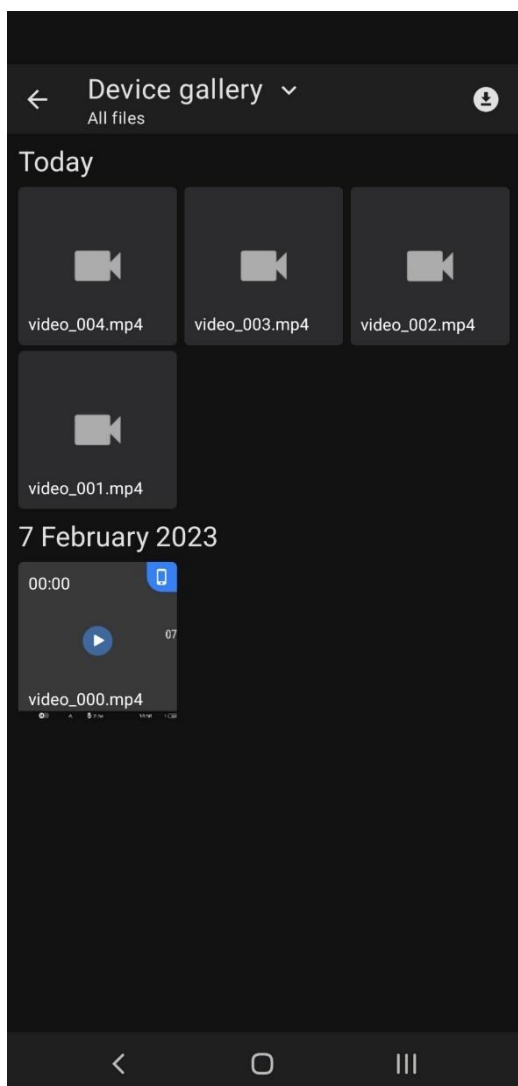 Device gallery
All files
Today
video_004.mp4
video_003.mp4
video_002.mp4
video_001.mp4
7 February 2023
00:00
07
video_000.mp4